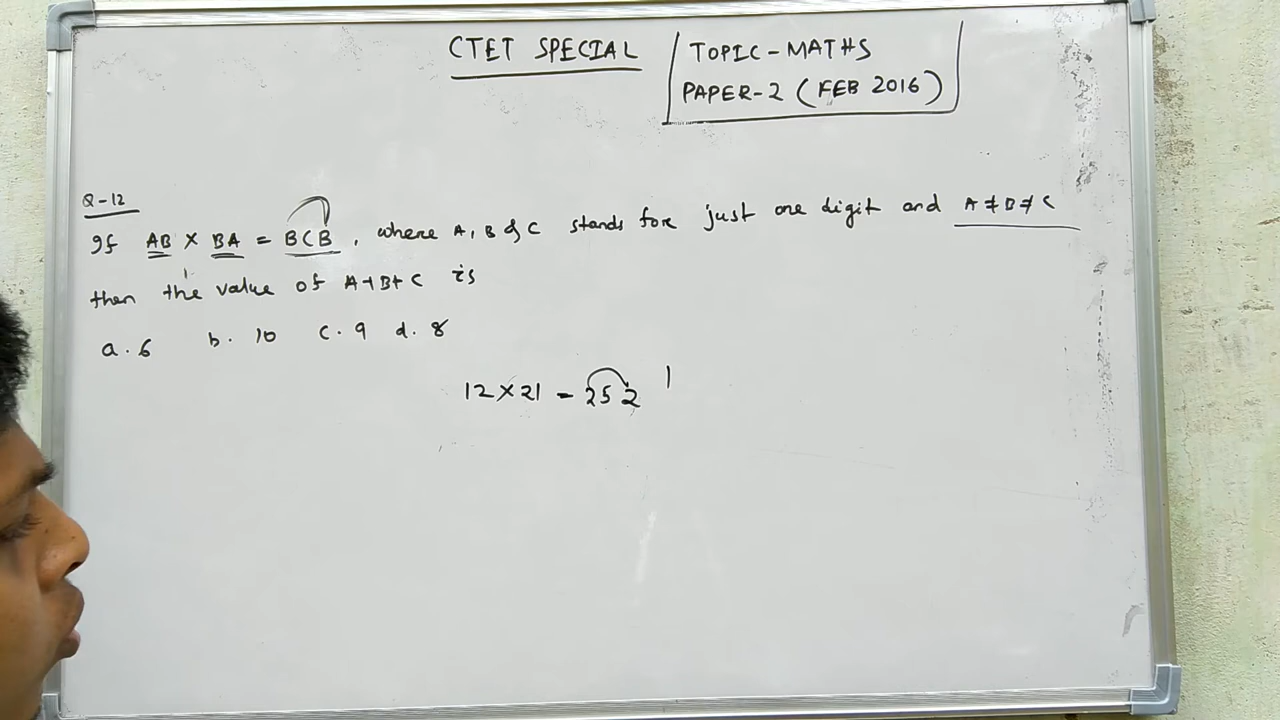 CTET SPECIAL
TOPIC-MATHS
PAPER-2 (FEB 2016)
Q-12
If AB × BA = BCB, where A, B & C stands for just one digit and A≠B≠C
then the value of A+B+C is
a. 6 b. 10 c. 9 d. 8
12×21 = 252 1